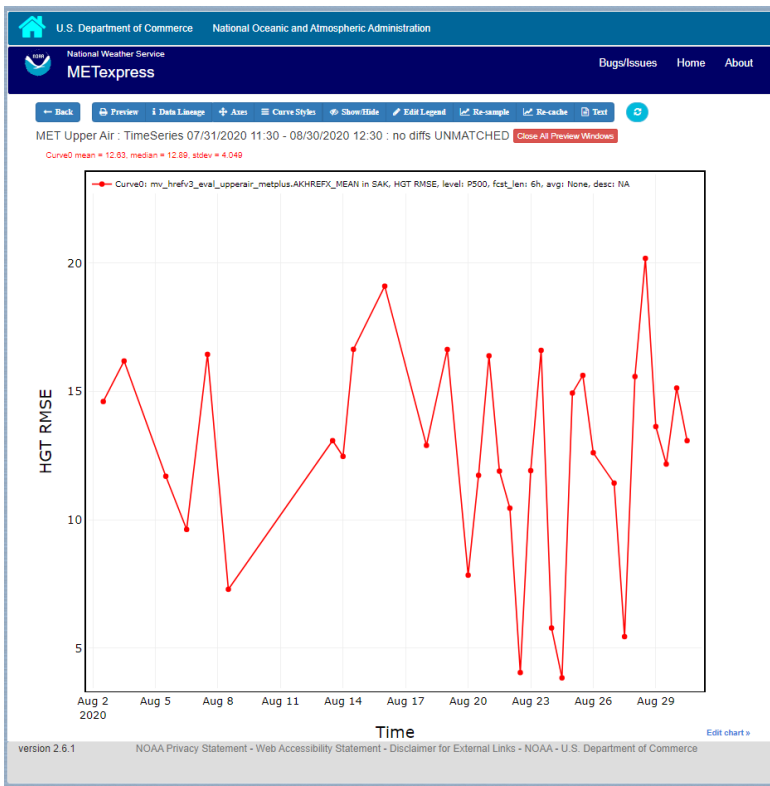 U.S. Department of Commerce National Oceanic and Atmospheric Administration
NOAA
National Weather Service
METexpress
Bugs/Issues Home About
← Back Preview i Data Lineage Axes Curve Styles Show/Hide Edit Legend Re-sample Re-cache Text
MET Upper Air : TimeSeries 07/31/2020 11:30 - 08/30/2020 12:30 : no diffs UNMATCHED Close All Preview Windows
Curve0 mean = 12.63, median = 12.89, stdev = 4.049
Curve0: mv_hrefv3_eval_upperair_metplus.AKHREFX_MEAN in SAK, HGT RMSE, level: P500, fcst_len: 6h, avg: None, desc: NA
20
15
10
5
HGT RMSE
Aug 2 Aug 5 Aug 8 Aug 11 Aug 14 Aug 17 Aug 20 Aug 23 Aug 26 Aug 29
2020
Time
Edit chart »
version 2.6.1 NOAA Privacy Statement - Web Accessibility Statement - Disclaimer for External Links - NOAA - U.S. Department of Commerce